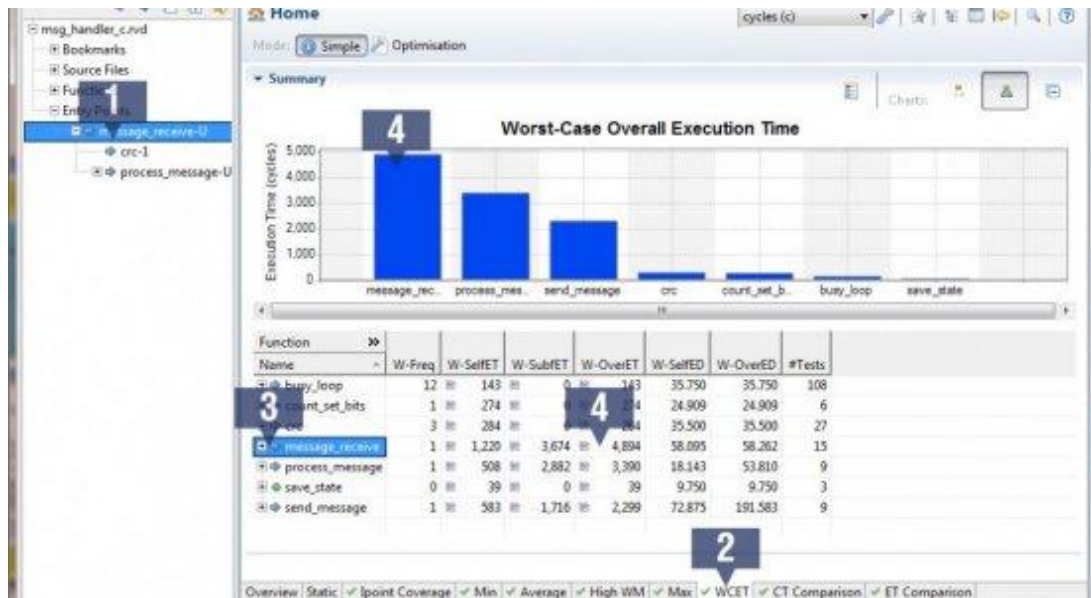 msg_handler_c.rvd
Bookmarks
Source Files
Entry Points
message_receive-U
crc-1
process_message-U
1
Home
cycles (c)
Mode: Simple Optimisation
Summary
Charts:
Worst-Case Overall Execution Time
Execution Time (cycles)
5,000
4,000
3,000
2,000
1,000
0
4
message_rec.. process_mes.. send_message crc count_set_b.. busy_loop save_state
Function »
Name W-Freq W-SelfET W-SubfET W-OverET W-SelfED W-OverED #Tests
busy_loop 12 143 0 143 35.750 35.750 108
count_set_bits 1 274 274 24.909 24.909 6
crc 3 284 284 35.500 35.500 27
message_receive 1 1,220 3,674 4,894 58.095 58.262 15
process_message 1 508 2,882 3,390 18.143 53.810 9
save_state 0 39 0 39 9.750 9.750 3
send_message 1 583 1,716 2,299 72.875 191.583 9
3
4
2
Overview Static Ipoint Coverage Min Average High WM Max WCET CT Comparison ET Comparison